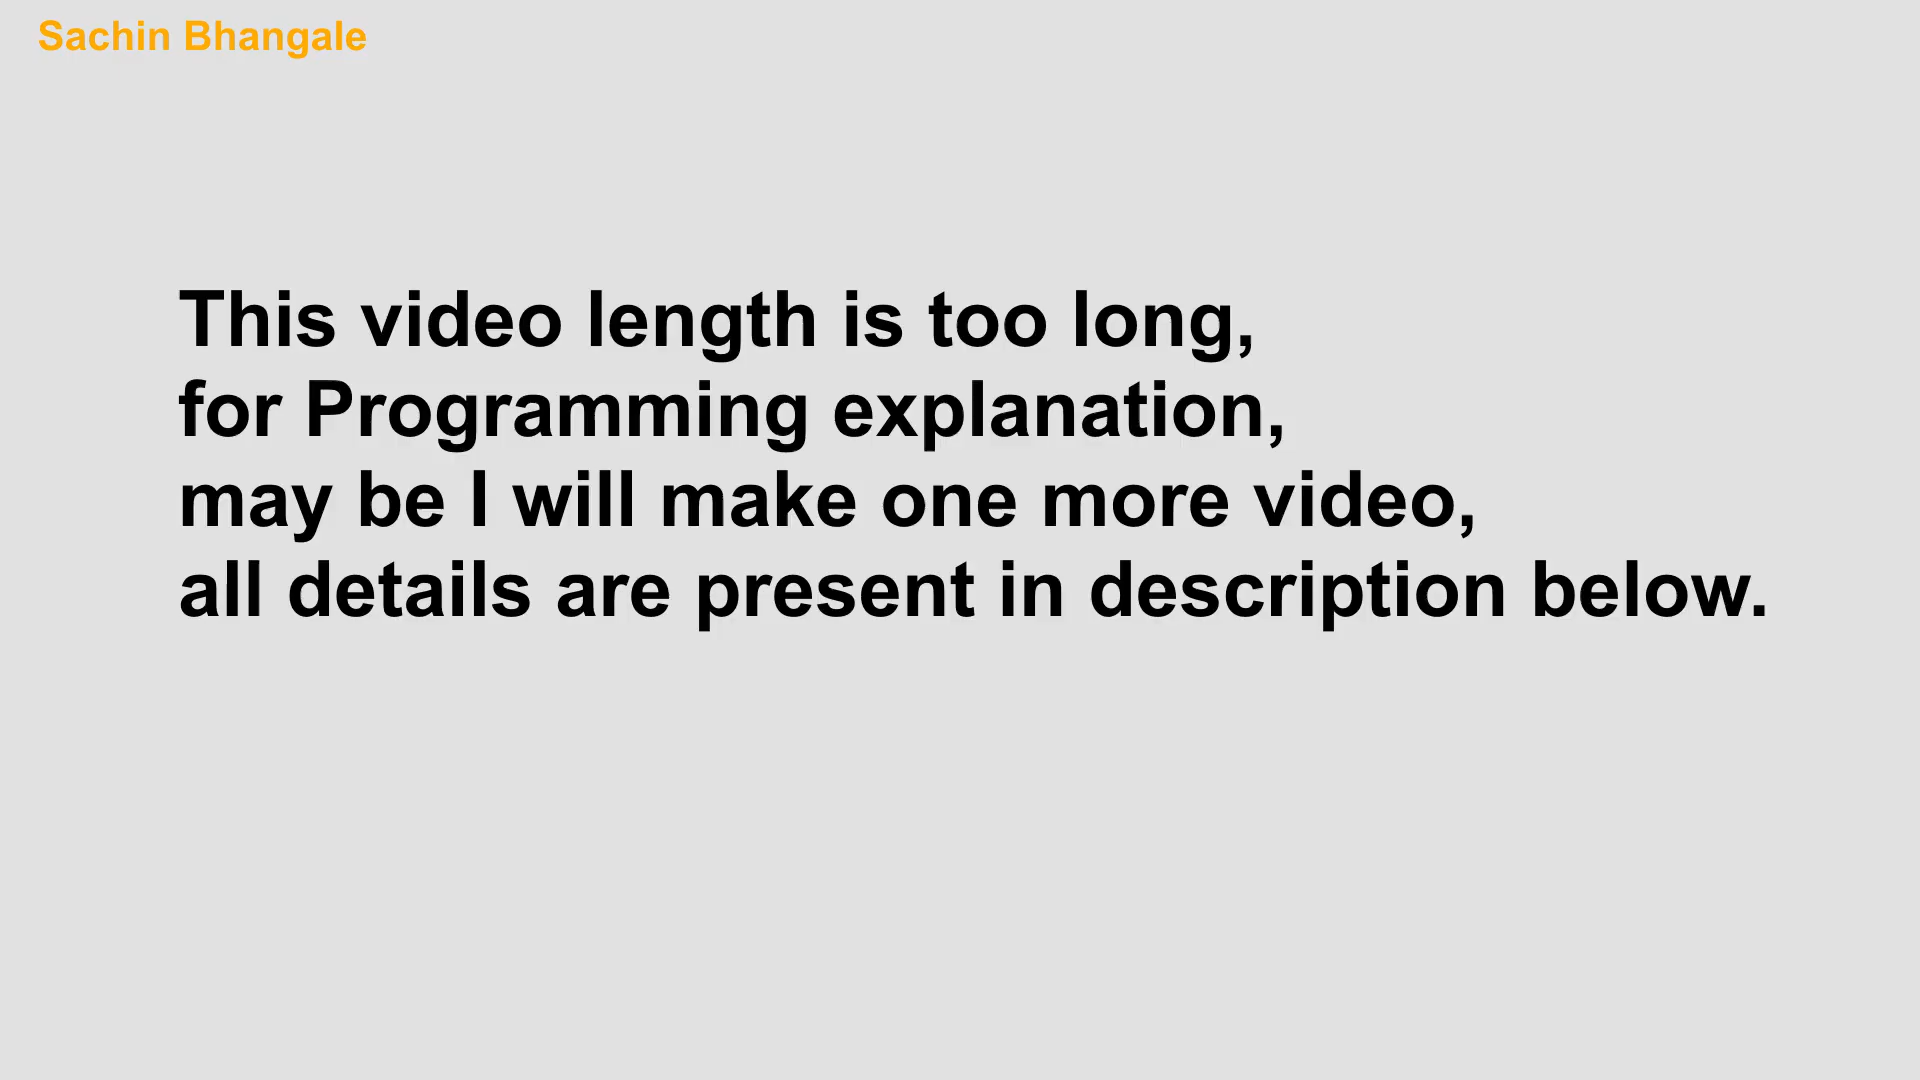 Sachin Bhangale
This video length is too long,
for Programming explanation,
may be I will make one more video,
all details are present in description below.